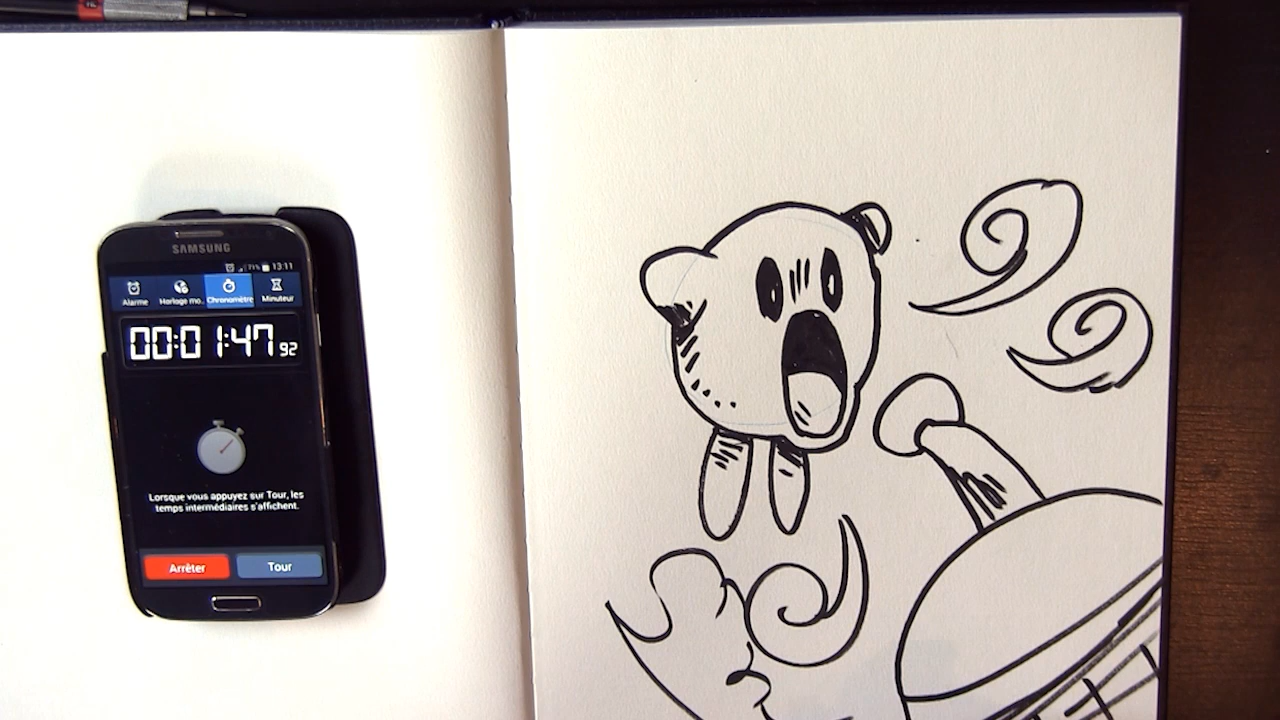 SAMSUNG
71% 13:11
Alarme Horloge mo.. Chronomètre Minuteur
00:01:47 92
Lorsque vous appuyez sur Tour, les
temps intermédiaires s'affichent.
Arrêter Tour